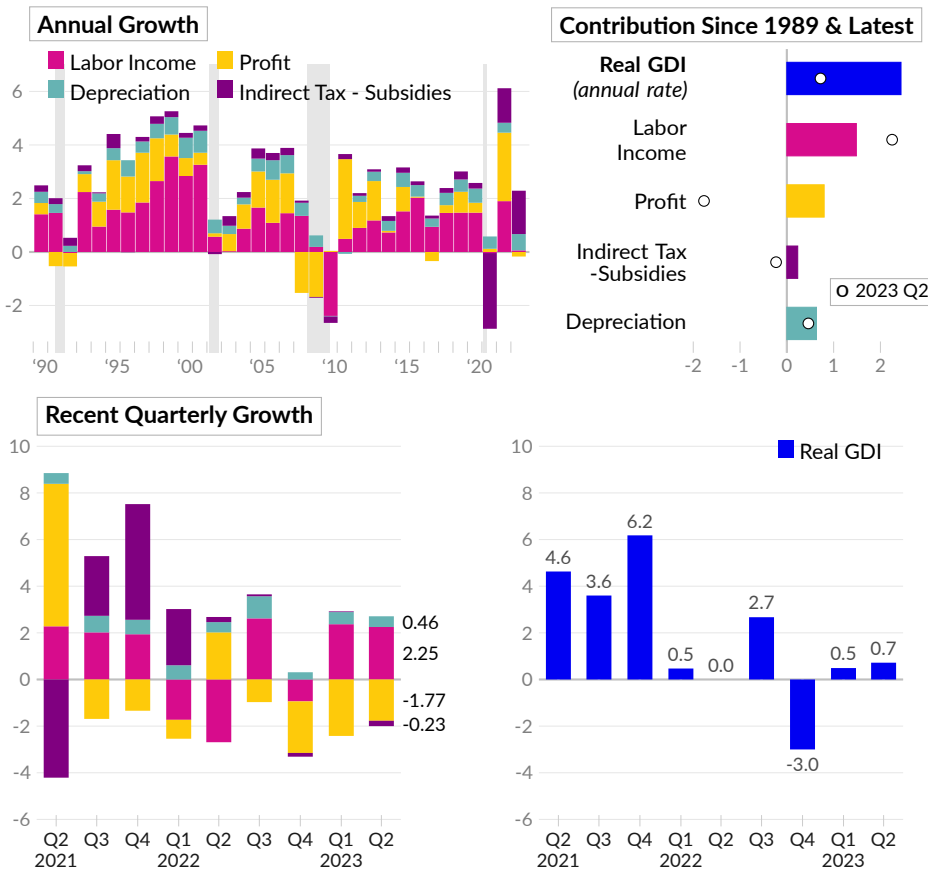 Annual Growth
Labor Income
Profit
Depreciation
Indirect Tax - Subsidies
6
4
2
0
-2
‘90
‘95
‘00
‘05
‘10
‘15
‘20
Contribution Since 1989 & Latest
Real GDI
(annual rate)
Labor
Income
Profit
Indirect Tax
-Subsidies
Depreciation
2023 Q2
-2
-1
0
1
2
Recent Quarterly Growth
10
8
6
4
2
0
-2
-4
-6
0.46
2.25
-1.77
-0.23
Q2
2021
Q3
Q4
Q1
2022
Q2
Q3
Q4
Q1
2023
Q2
Real GDI
10
8
6
4
2
0
-2
-4
-6
4.6
3.6
6.2
0.5
0.0
2.7
-3.0
0.5
0.7
Q2
2021
Q3
Q4
Q1
2022
Q2
Q3
Q4
Q1
2023
Q2